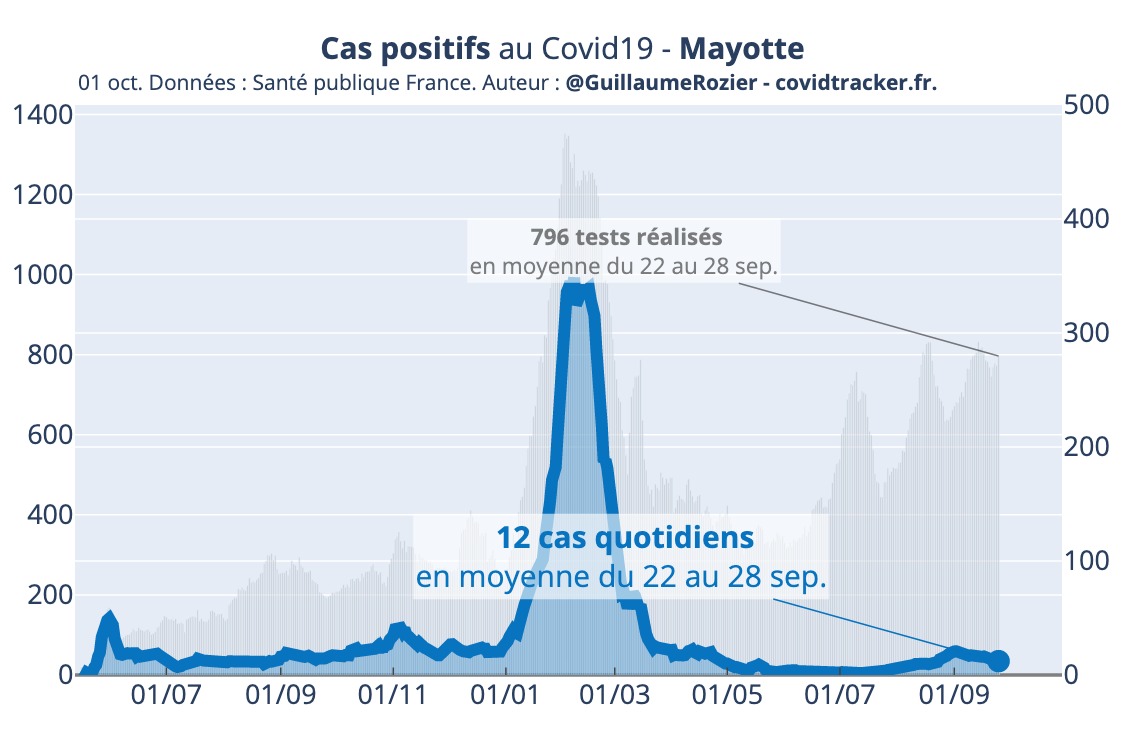 Cas positifs au Covid19 - Mayotte
01 oct. Données : Santé publique France. Auteur : @GuillaumeRozier - covidtracker.fr.
1400
1200
1000
800
600
400
200
0
500
400
300
200
100
0
796 tests réalisés
en moyenne du 22 au 28 sep.
12 cas quotidiens
en moyenne du 22 au 28 sep.
01/07 01/09 01/11 01/01 01/03 01/05 01/07 01/09